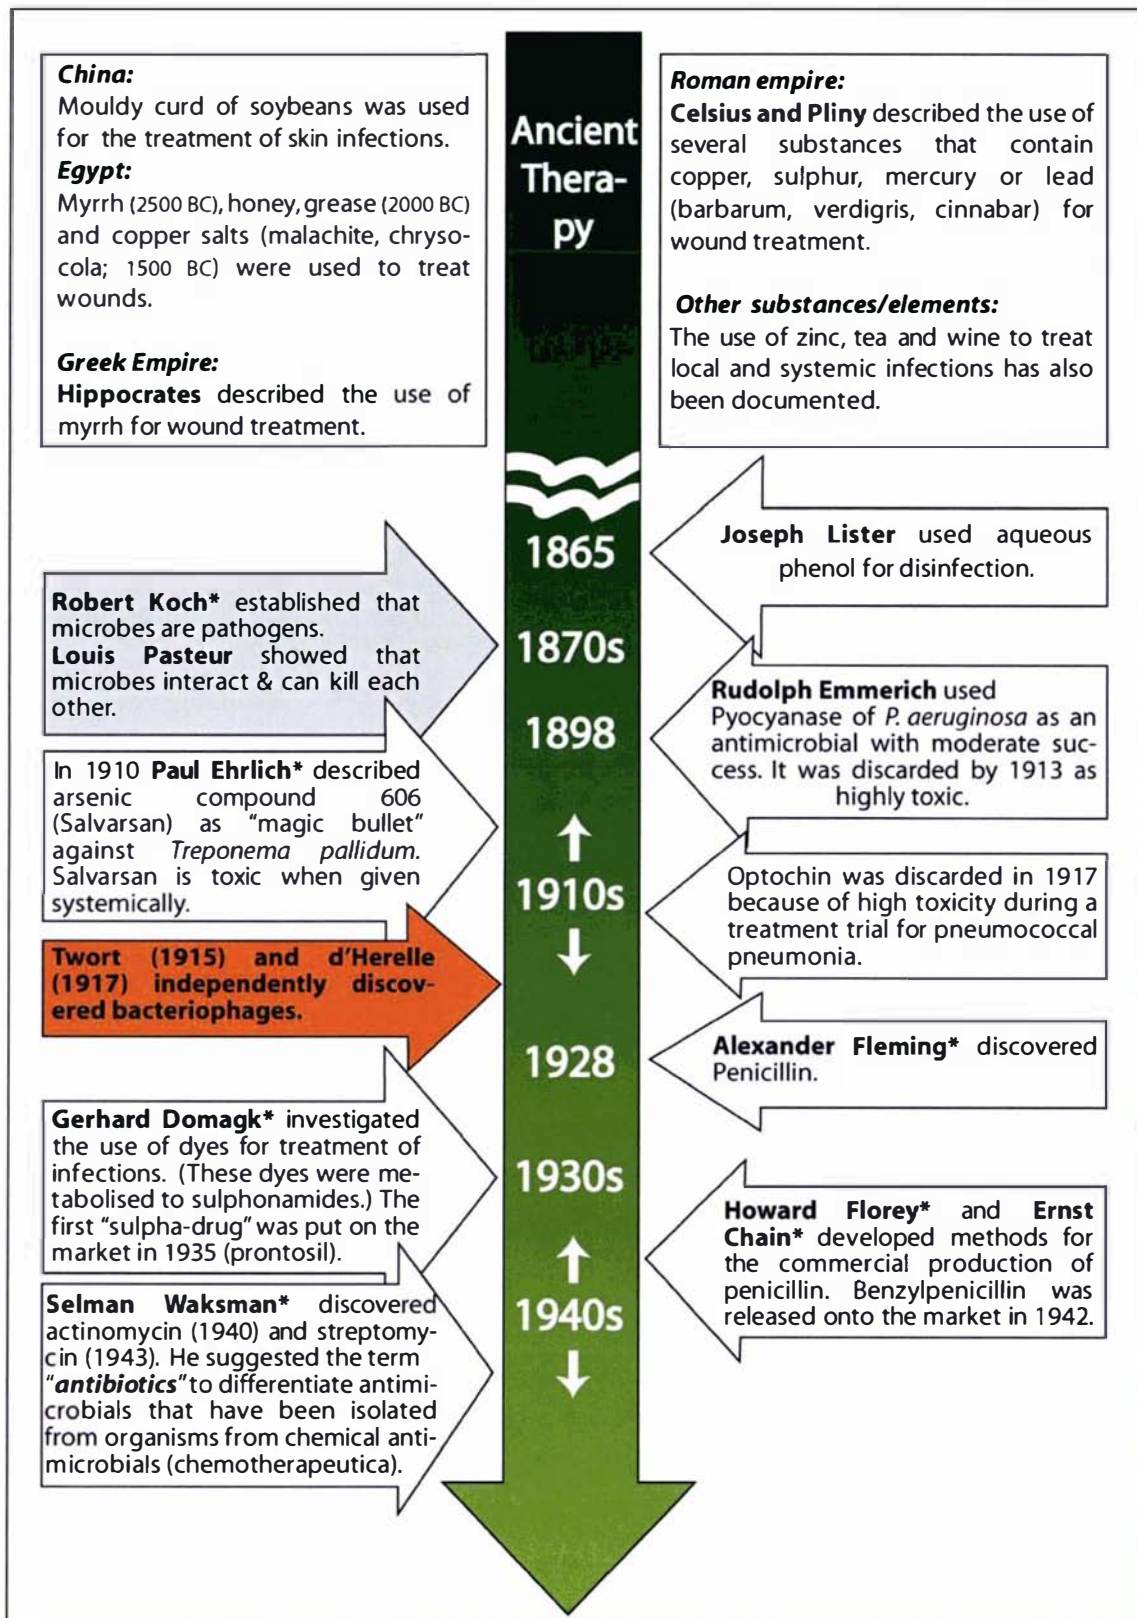 China:
Mouldy curd of soybeans was used
for the treatment of skin infections.
Egypt:
Myrrh (2500 BC), honey, grease (2000 BC)
and copper salts (malachite, chryso-
cola; 1500 BC) were used to treat
wounds.
Greek Empire:
Hippocrates described the use of
myrrh for wound treatment.
Ancient
Thera-
py
Roman empire:
Celsius and Pliny described the use of
several substances that contain
copper, sulphur, mercury or lead
(barbarum, verdigris, cinnabar) for
wound treatment.
Other substances/elements:
The use of zinc, tea and wine to treat
local and systemic infections has also
been documented.
1865
Joseph Lister used aqueous
phenol for disinfection.
Robert Koch* established that
microbes are pathogens.
Louis Pasteur showed that
microbes interact & can kill each
other.
1870s
1898
Rudolph Emmerich used
Pyocyanase of P. aeruginosa as an
antimicrobial with moderate suc-
cess. It was discarded by 1913 as
highly toxic.
In 1910 Paul Ehrlich* described
arsenic compound 606
(Salvarsan) as "magic bullet"
against Treponema pallidum.
Salvarsan is toxic when given
systemically.
1910s
Optochin was discarded in 1917
because of high toxicity during a
treatment trial for pneumococcal
pneumonia.
Twort (1915) and d'Herelle
(1917) independently discov-
ered bacteriophages.
1928
Alexander Fleming* discovered
Penicillin.
Gerhard Domagk* investigated
the use of dyes for treatment of
infections. (These dyes were me-
tabolised to sulphonamides.) The
first "sulpha-drug" was put on the
market in 1935 (prontosil).
1930s
Howard Florey* and Ernst
Chain* developed methods for
the commercial production of
penicillin. Benzylpenicillin was
released onto the market in 1942.
1940s
Selman Waksman* discovered
actinomycin (1940) and streptomy-
cin (1943). He suggested the term
"antibiotics" to differentiate antimi-
crobials that have been isolated
from organisms from chemical anti-
microbials (chemotherapeutica).